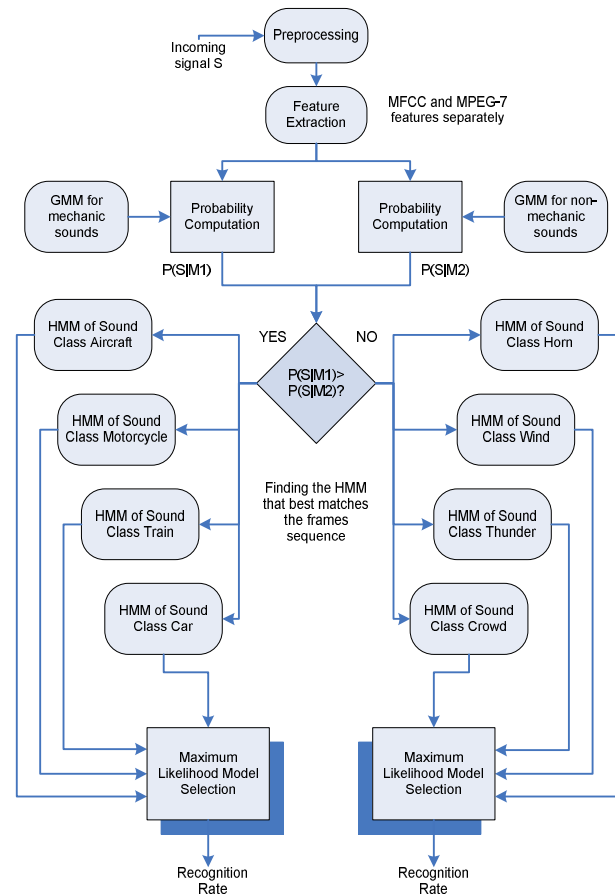 Incoming
signal S
Preprocessing
Feature
Extraction
MFCC and MPEG-7
features separately
GMM for
mechanic
sounds
Probability
Computation
Probability
Computation
GMM for non-
mechanic
sounds
P(S|M1)
P(S|M2)
HMM of Sound
Class Aircraft
YES
NO
HMM of Sound
Class Horn
P(S|M1)>
P(S|M2)?
HMM of Sound
Class Motorcycle
HMM of Sound
Class Wind
Finding the HMM
that best matches
the frames
sequence
HMM of Sound
Class Train
HMM of Sound
Class Thunder
HMM of Sound
Class Car
HMM of Sound
Class Crowd
Maximum
Likelihood Model
Selection
Maximum
Likelihood Model
Selection
Recognition
Rate
Recognition
Rate